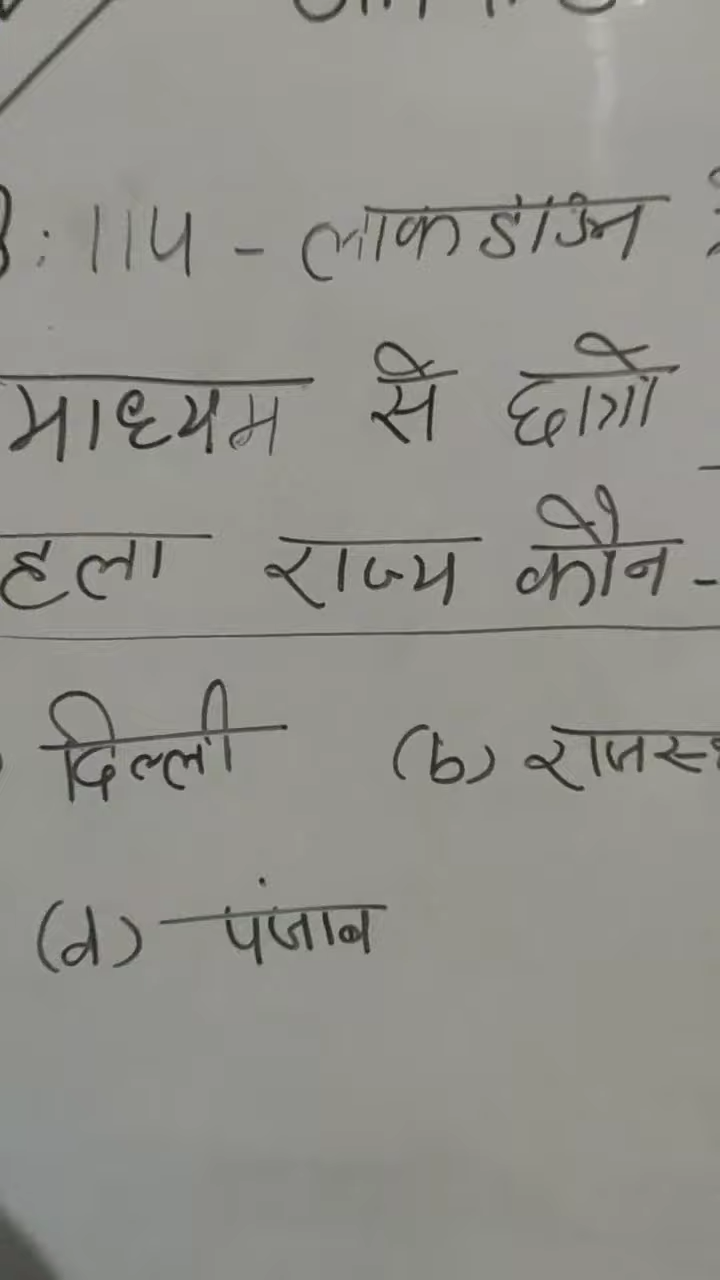 : 114 - लाकडाउन
माध्यम से छात्रो
हला राज्य कौन -
दिल्ली (b) राजस्थ
(d) पंजाब